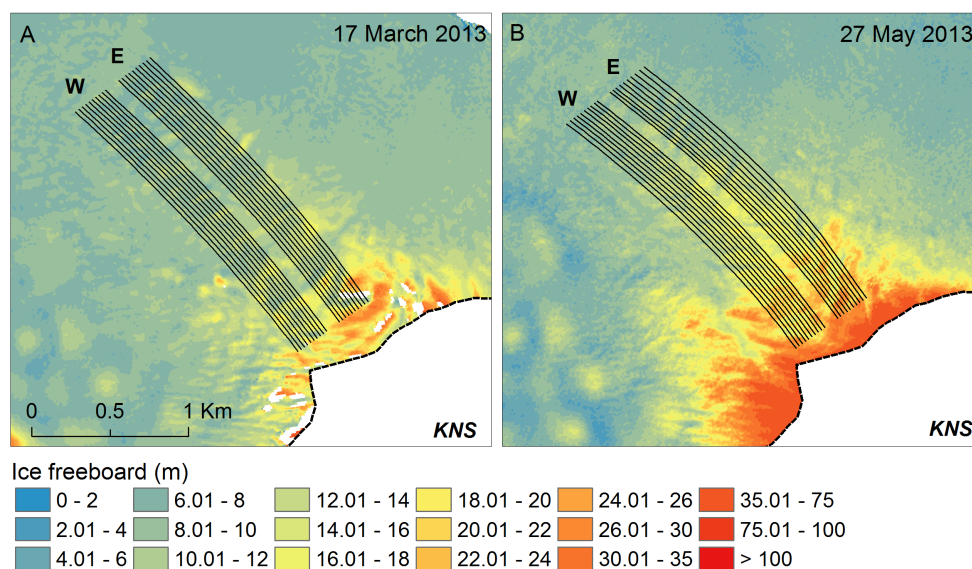 A 17 March 2013
B 27 May 2013
E
W
E
W
0 0.5 1 Km
KNS
KNS
Ice freeboard (m)
0 - 2 6.01 - 8 12.01 - 14 18.01 - 20 24.01 - 26 35.01 - 75
2.01 - 4 8.01 - 10 14.01 - 16 20.01 - 22 26.01 - 30 75.01 - 100
4.01 - 6 10.01 - 12 16.01 - 18 22.01 - 24 30.01 - 35 > 100